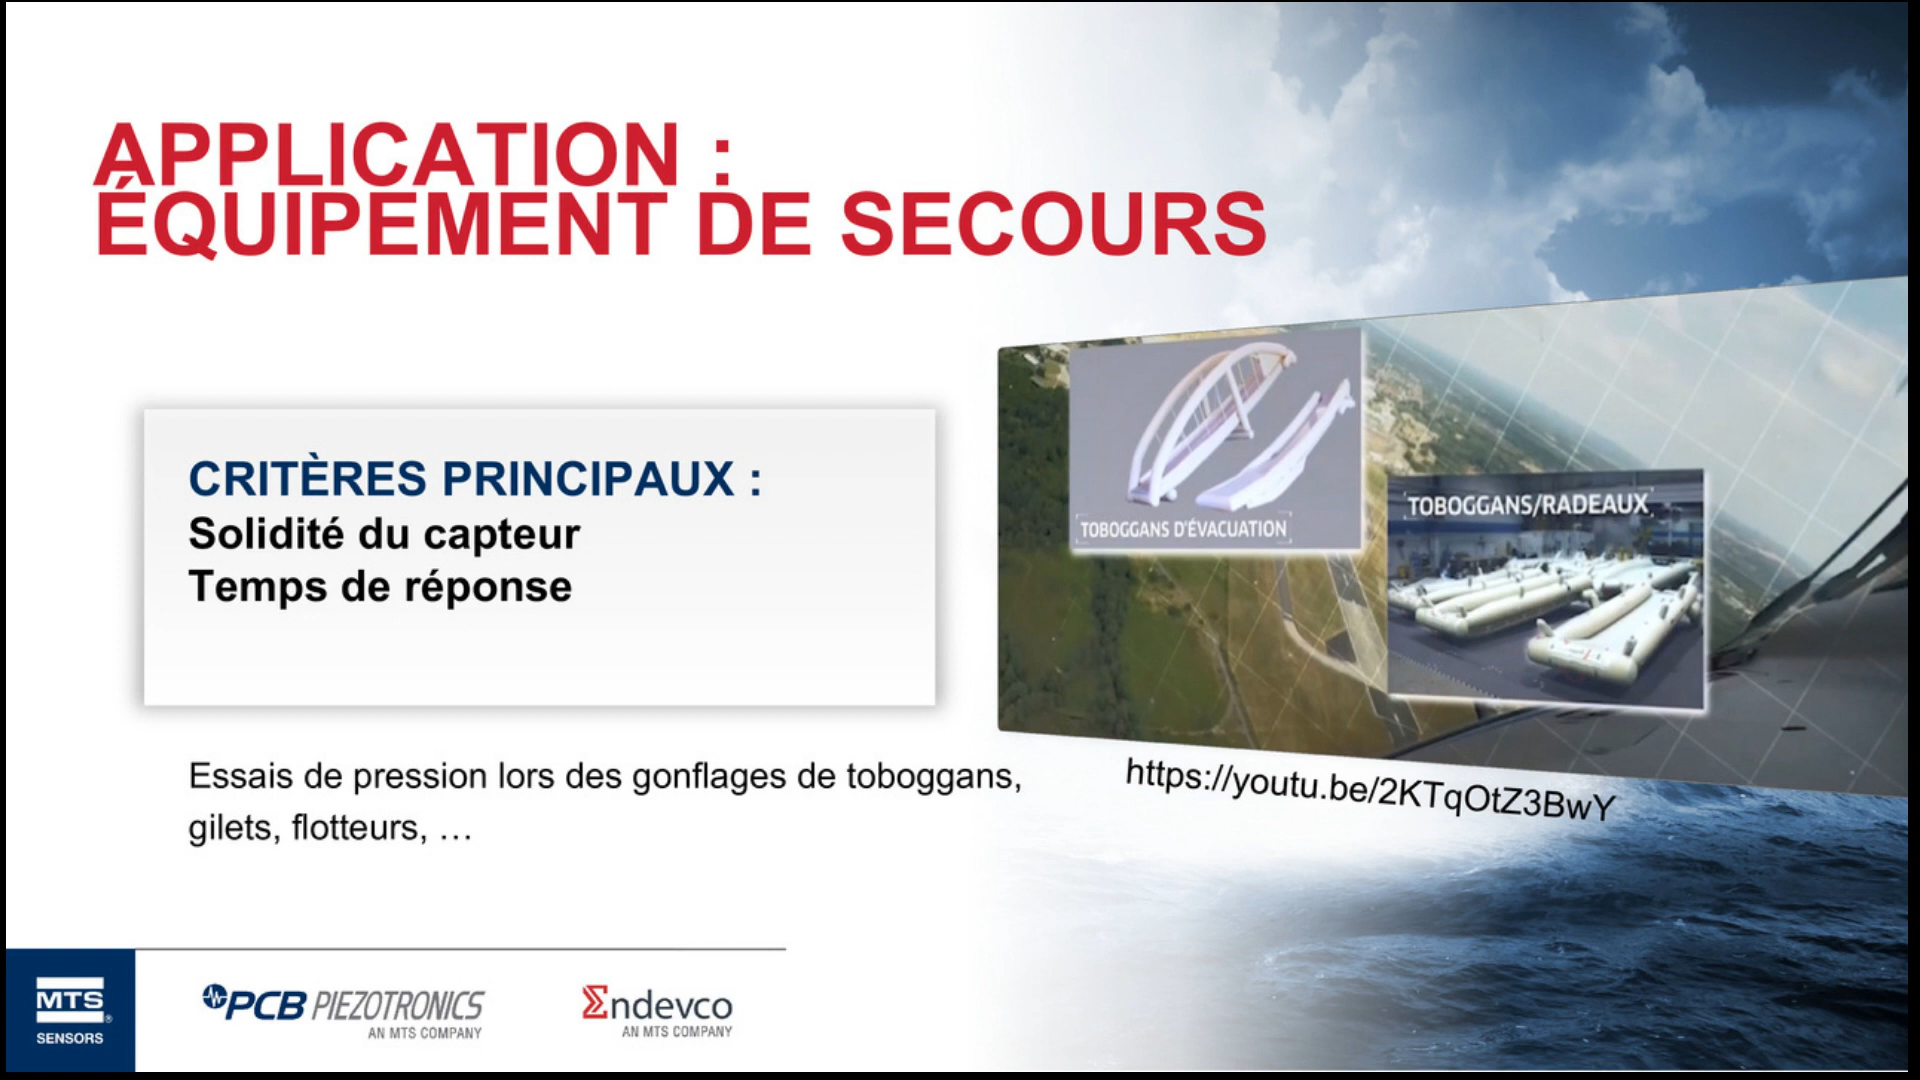 APPLICATION :
ÉQUIPEMENT DE SECOURS
CRITÈRES PRINCIPAUX :
Solidité du capteur
Temps de réponse
TOBOGGANS D'ÉVACUATION
TOBOGGANS/RADEAUX
Essais de pression lors des gonflages de toboggans,
gilets, flotteurs, …
https://youtu.be/2KTqOtZ3BwY
MTS®
SENSORS
PCB PIEZOTRONICS
AN MTS COMPANY
Endevco
AN MTS COMPANY